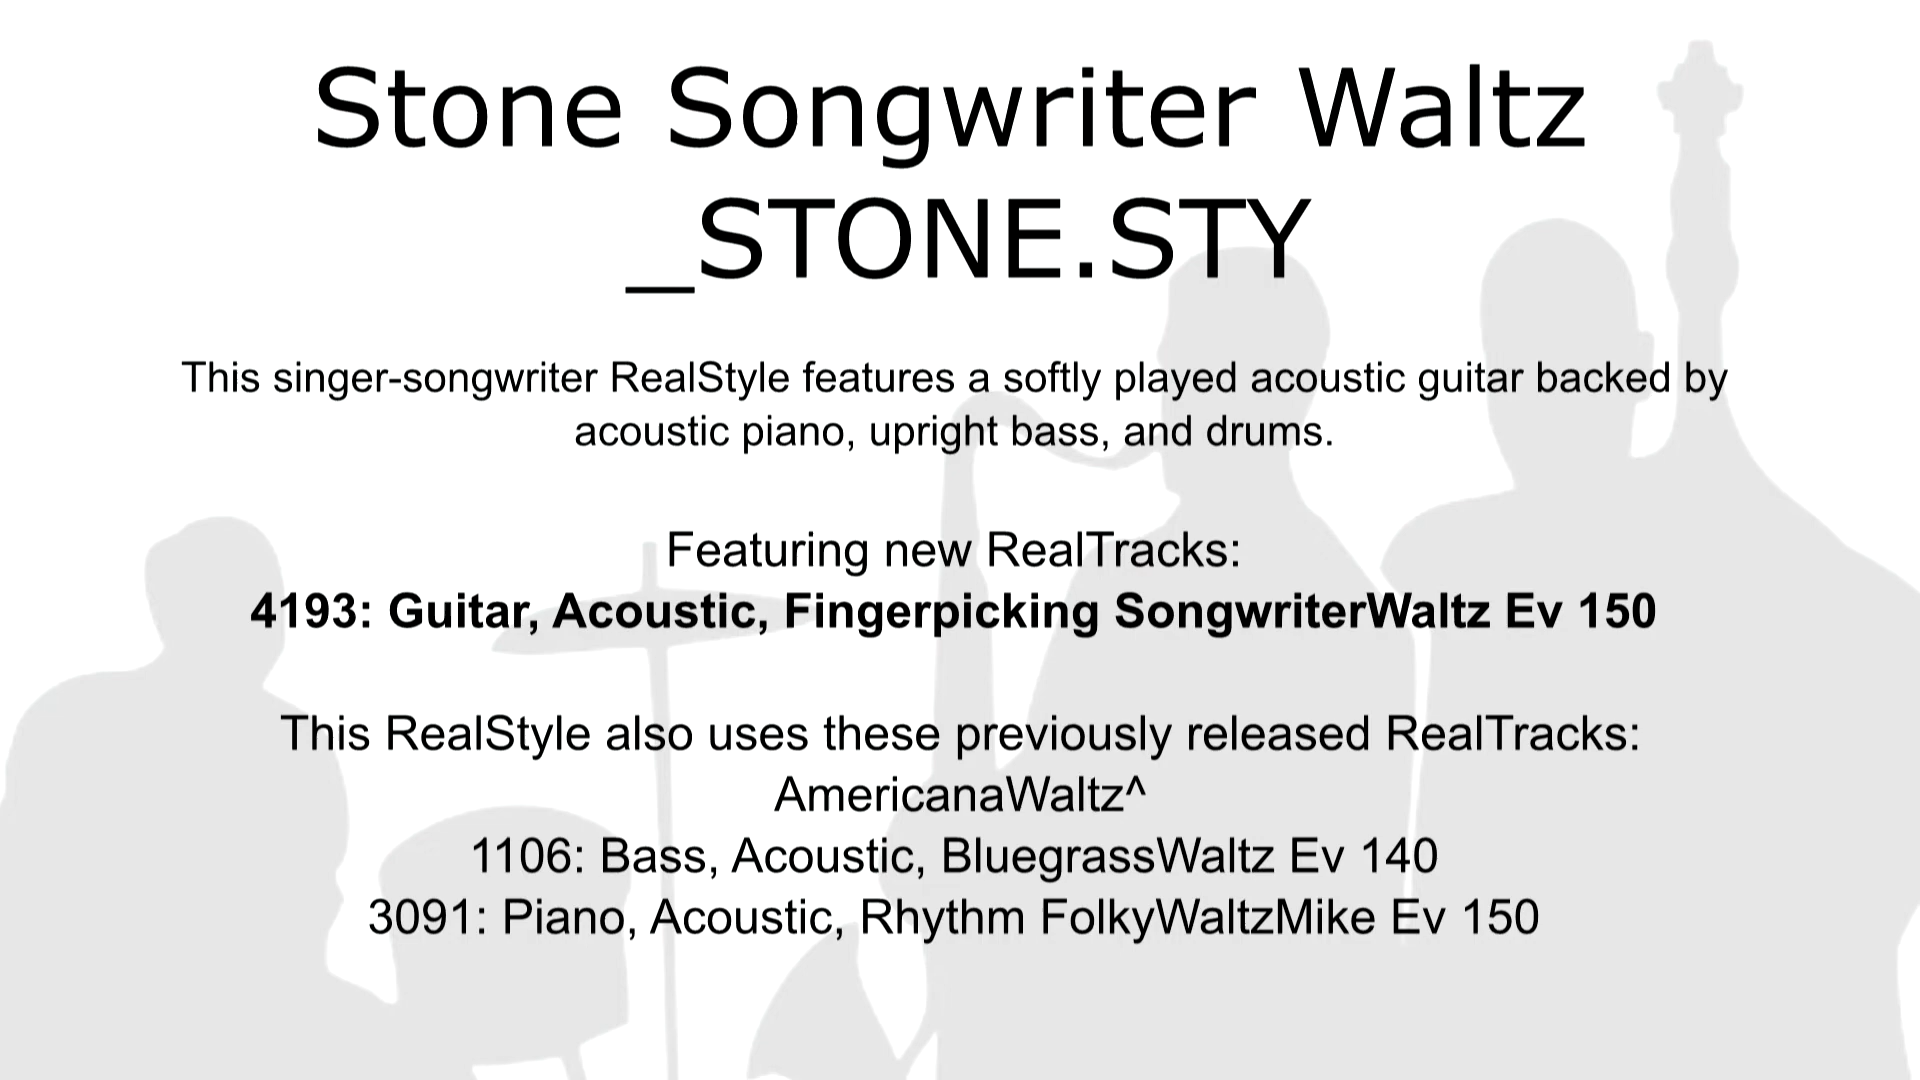 Stone Songwriter Waltz
_STONE.STY
This singer-songwriter RealStyle features a softly played acoustic guitar backed by
acoustic piano, upright bass, and drums.
Featuring new RealTracks:
4193: Guitar, Acoustic, Fingerpicking SongwriterWaltz Ev 150
This RealStyle also uses these previously released RealTracks:
AmericanaWaltz^
1106: Bass, Acoustic, BluegrassWaltz Ev 140
3091: Piano, Acoustic, Rhythm FolkyWaltzMike Ev 150